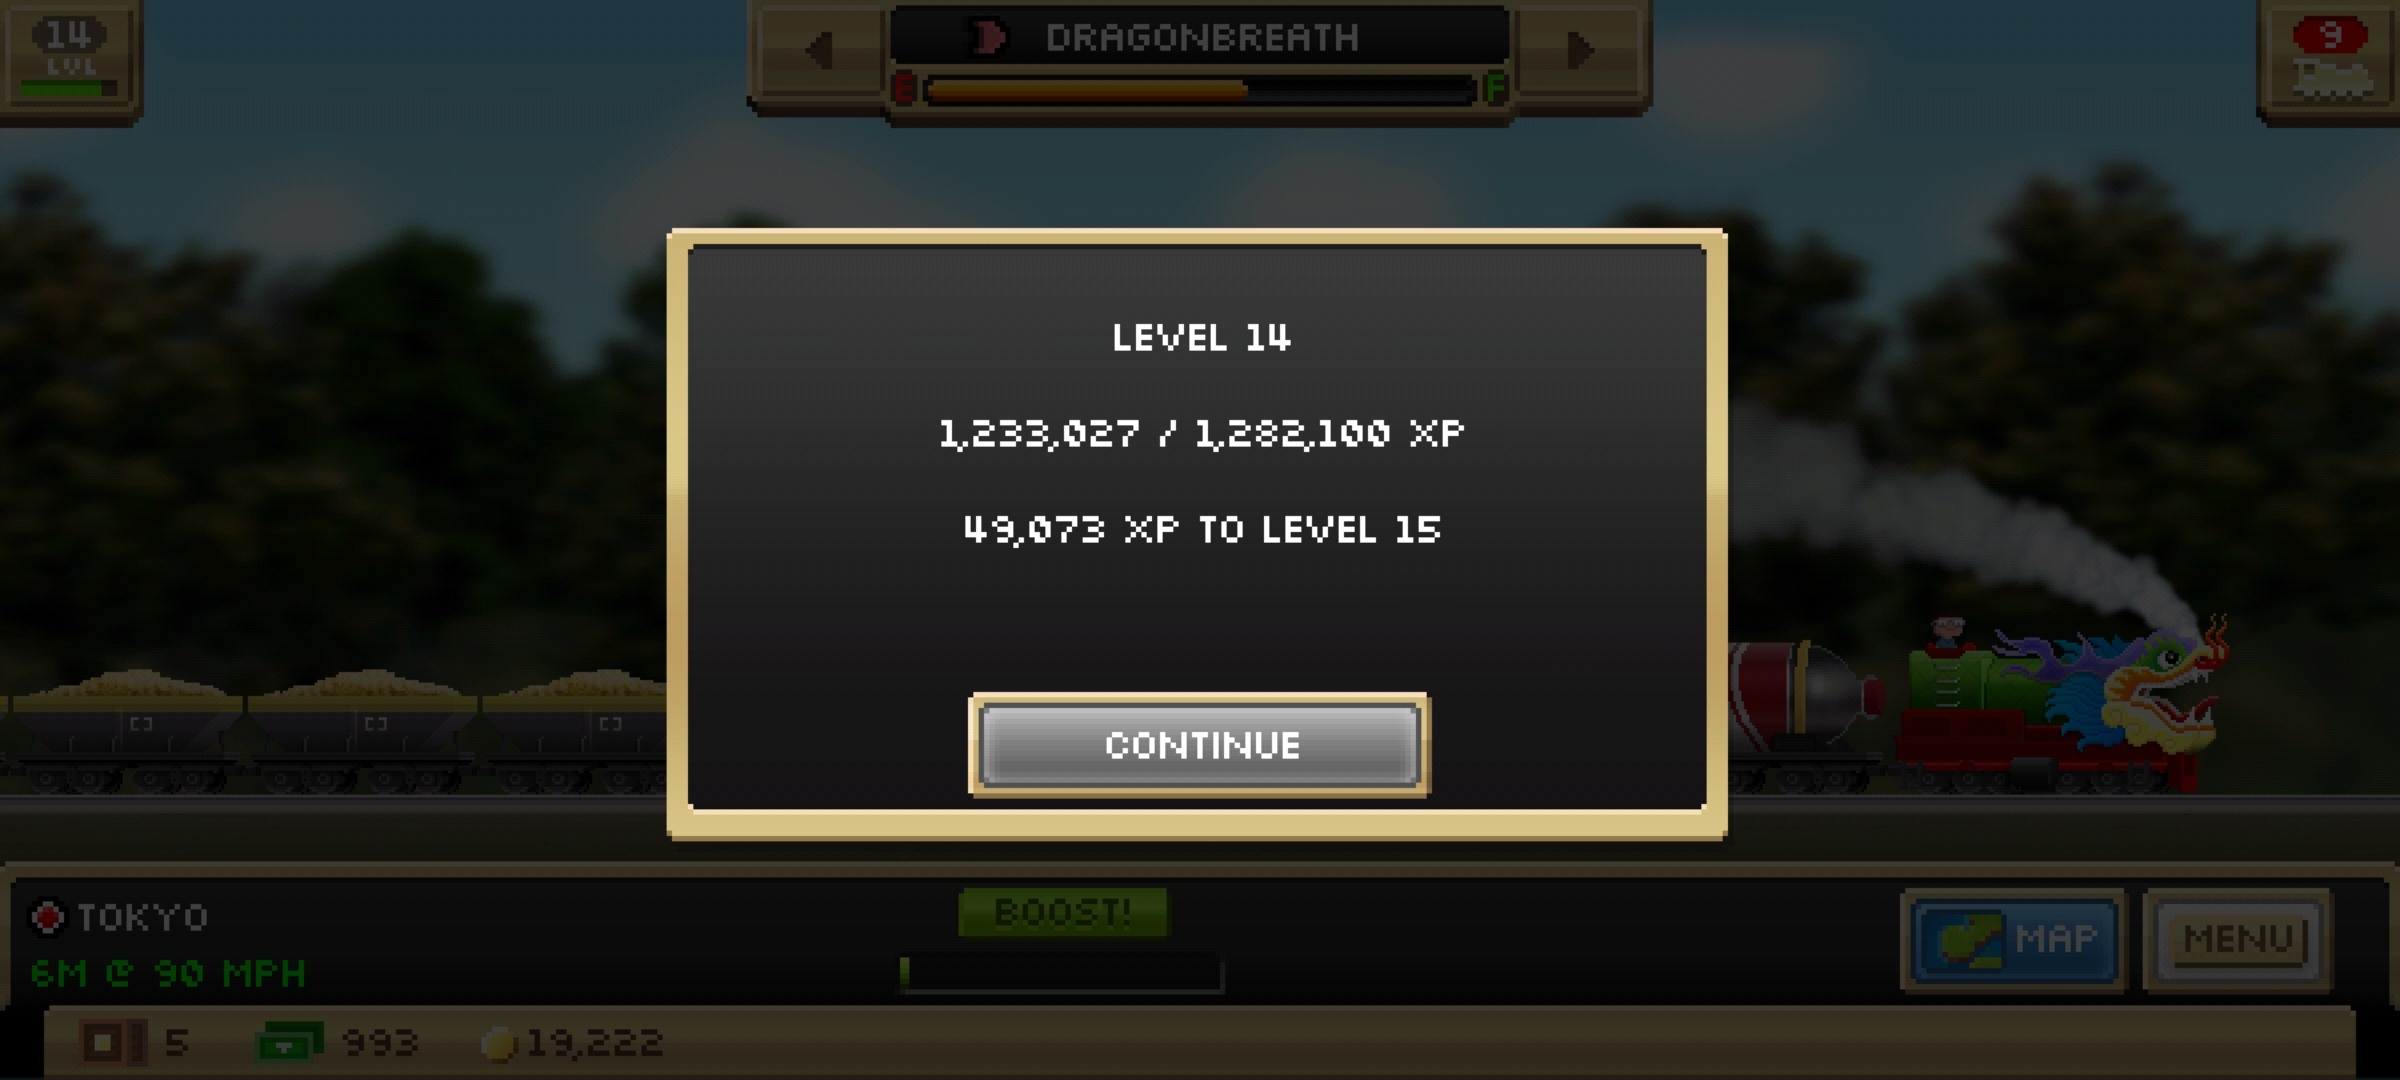 14
LVL
DRAGONBREATH
E
F
9
LEVEL 14
1,233,027 / 1,282,100 XP
49,073 XP TO LEVEL 15
CONTINUE
TOKYO
6M @ 90 MPH
BOOST!
MAP
MENU
5
993
19,222